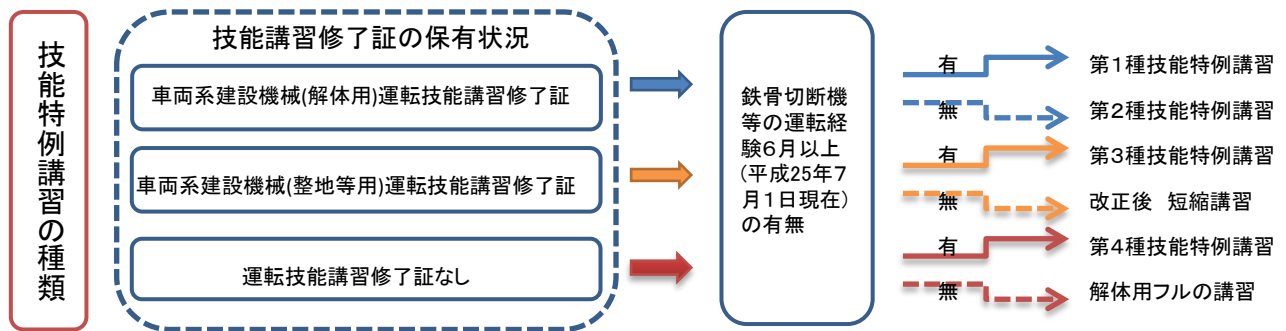 技能特例講習の種類
技能講習修了証の保有状況
車両系建設機械(解体用)運転技能講習修了証
車両系建設機械(整地等用)運転技能講習修了証
運転技能講習修了証なし
鉄骨切断機
等の運転経
験6月以上
(平成25年7
月1日現在)
の有無
有 第1種技能特例講習
無 第2種技能特例講習
有 第3種技能特例講習
無 改正後 短縮講習
有 第4種技能特例講習
無 解体用フルの講習